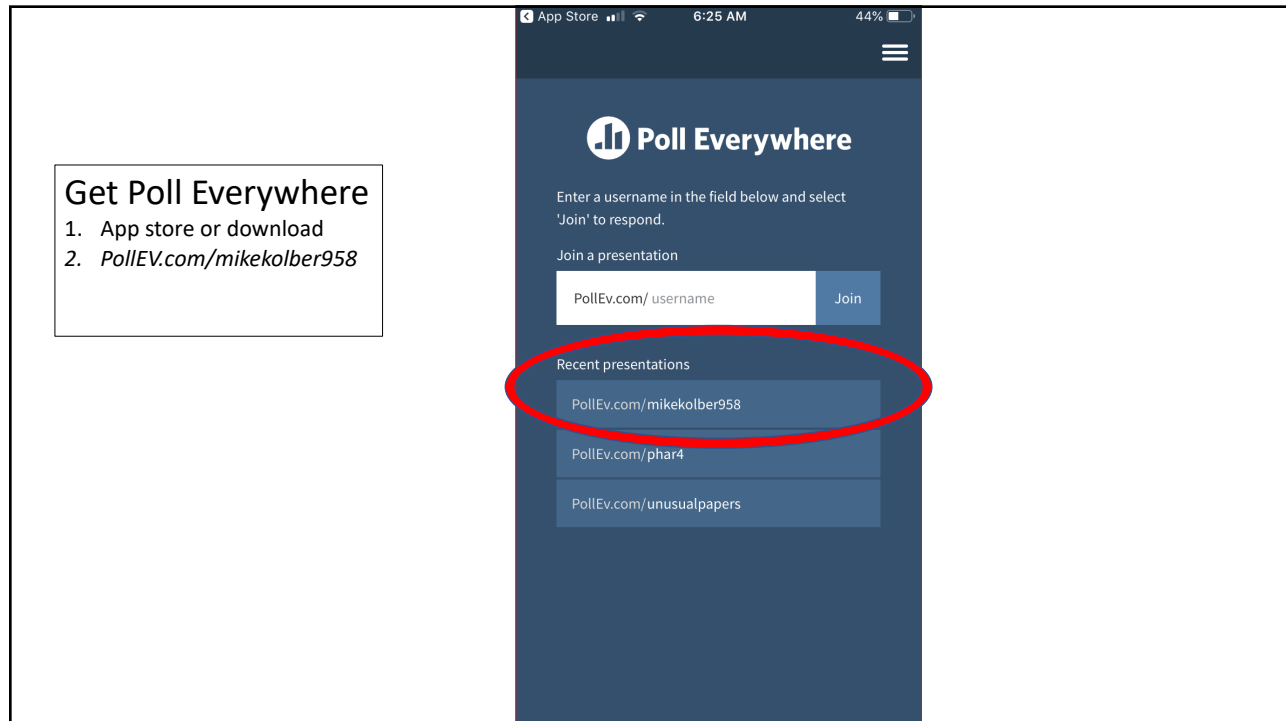 Get Poll Everywhere
1. App store or download
2. PollEV.com/mikekolber958
App Store 6:25 AM 44%
Poll Everywhere
Enter a username in the field below and select
'Join' to respond.
Join a presentation
PollEv.com/ username Join
Recent presentations
PollEv.com/mikekolber958
PollEv.com/phar4
PollEv.com/unusualpapers